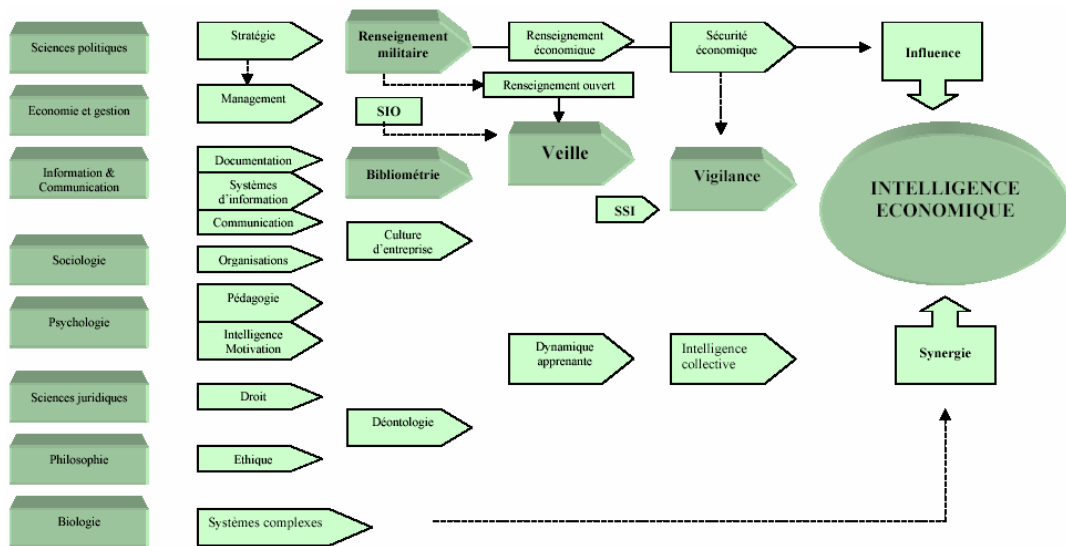 Sciences politiques
Stratégie
Renseignement
militaire
Renseignement
économique
Sécurité
économique
Influence
Economie et gestion
Management
SIO
Renseignement ouvert
Veille
Vigilance
INTELLIGENCE
ECONOMIQUE
Information &
Communication
Documentation
Systèmes
d'information
Communication
Bibliométrie
SSI
Culture
d'entreprise
Sociologie
Organisations
Psychologie
Pédagogie
Intelligence
Motivation
Dynamique
apprenante
Intelligence
collective
Synergie
Sciences juridiques
Droit
Déontologie
Philosophie
Ethique
Biologie
Systèmes complexes